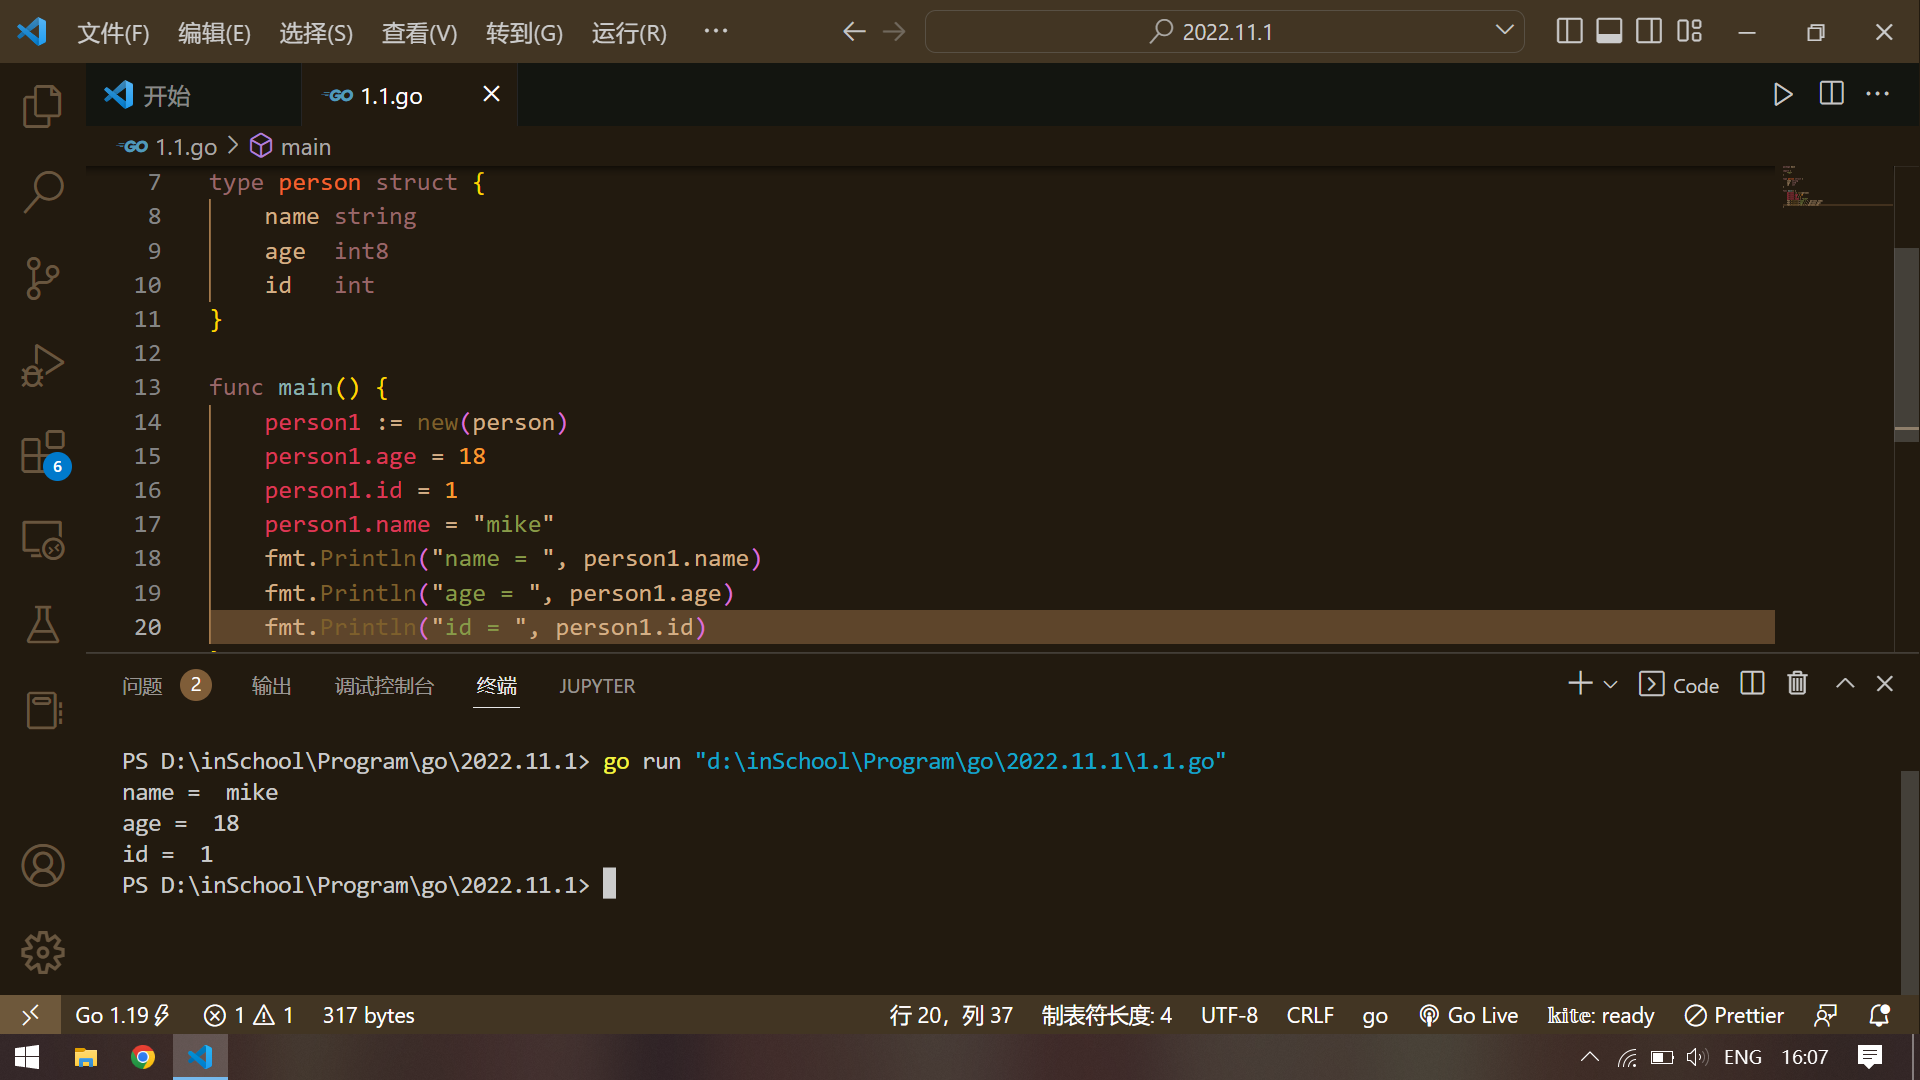 文件(F) 编辑(E) 选择(S) 查看(V) 转到(G) 运行(R) ··· 2022.11.1
开始 GO 1.1.go
GO 1.1.go > main
7 type person struct {
8 name string
9 age int8
10 id int
11 }
12
13 func main() {
14 person1 := new(person)
15 person1.age = 18
16 person1.id = 1
17 person1.name = "mike"
18 fmt.Println("name = ", person1.name)
19 fmt.Println("age = ", person1.age)
20 fmt.Println("id = ", person1.id)
6
问题 2 输出 调试控制台 终端 JUPYTER Code
PS D:\inSchool\Program\go\2022.11.1> go run "d:\inSchool\Program\go\2022.11.1\1.1.go"
name =  mike
age =  18
id =  1
PS D:\inSchool\Program\go\2022.11.1>
Go 1.19 1 1 317 bytes 行 20，列 37 制表符长度: 4 UTF-8 CRLF go Go Live kite: ready Prettier
ENG 16:07